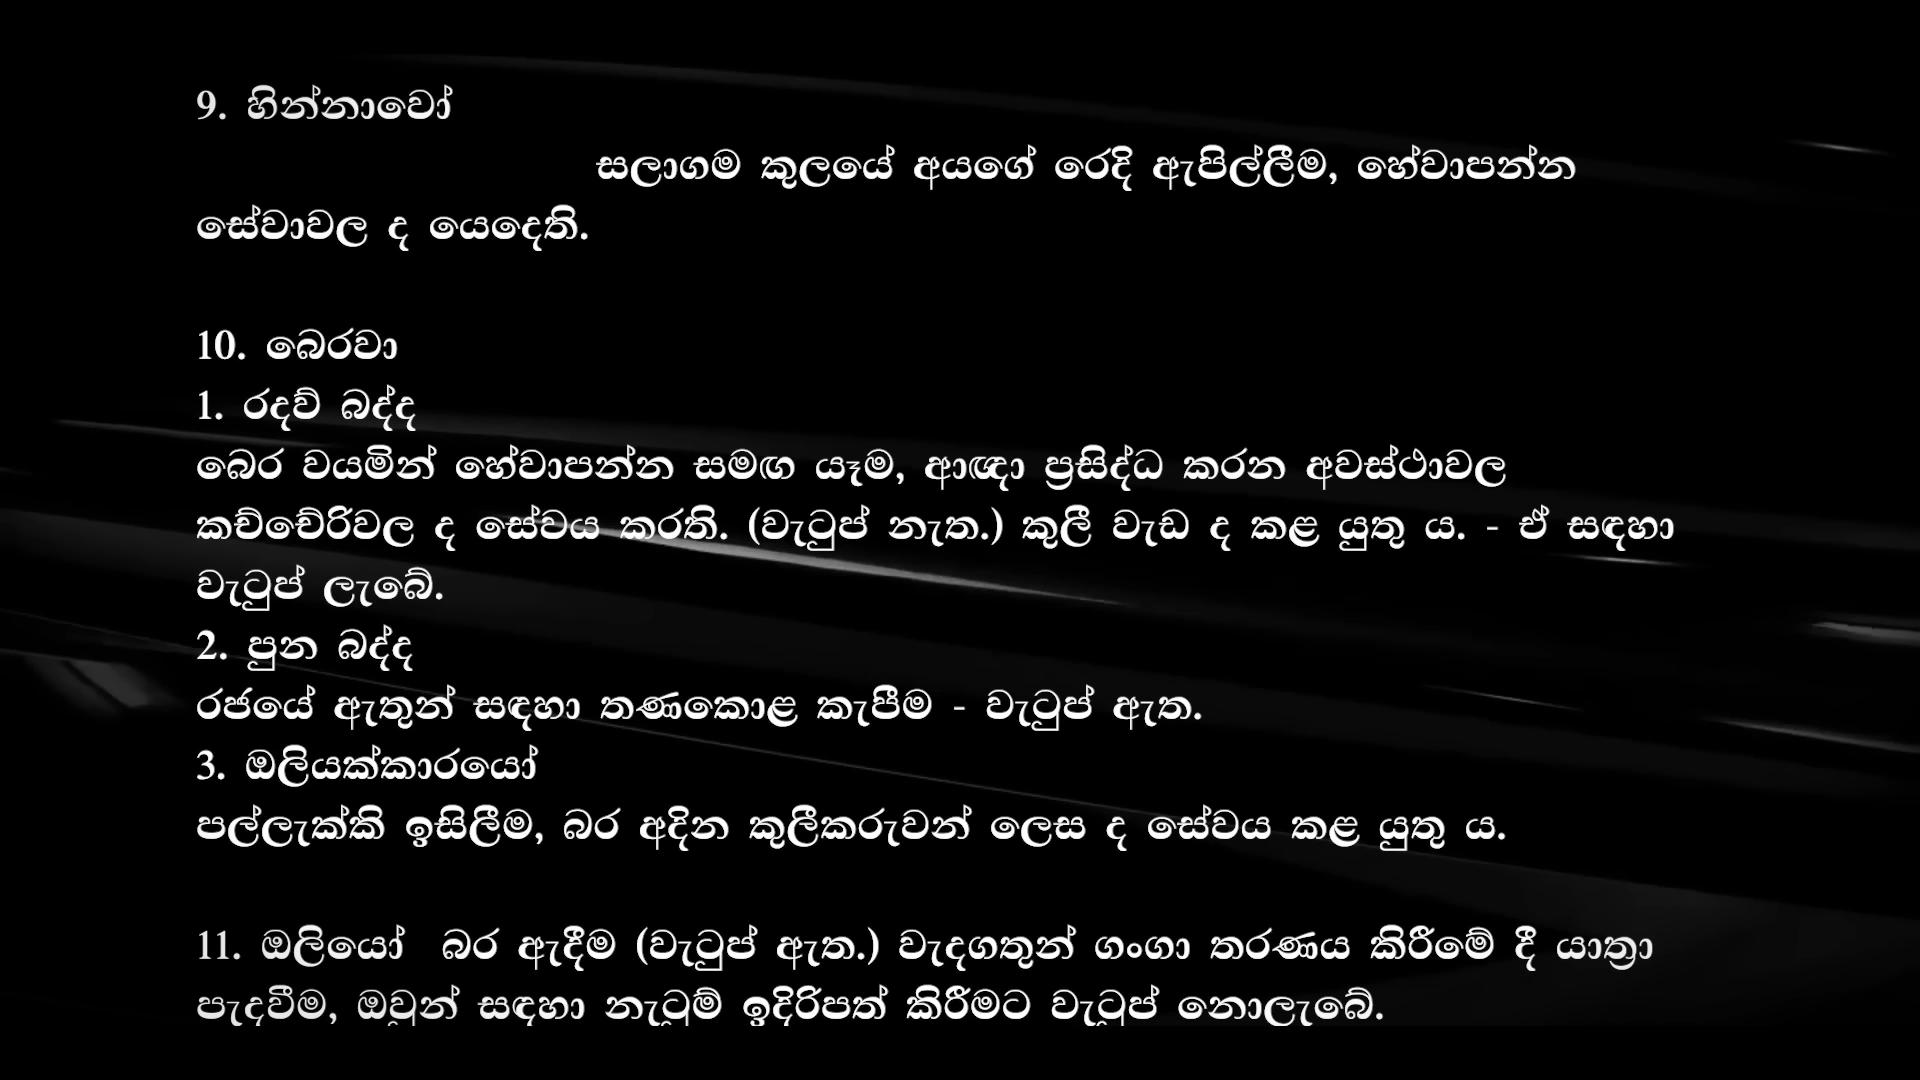 9. හින්නාවෝ
සලාගම කුලයේ අයගේ රෙදි ඇපිල්ලීම, හේවාපන්න
සේවාවල ද යෙදෙති.
10. බෙරවා
1. රදව් බද්ද
බෙර වයමින් හේවාපන්න සමඟ යෑම, ආඥා ප්‍රසිද්ධ කරන අවස්ථාවල
කච්චේරිවල ද සේවය කරති. (වැටුප් නැත.) කුලී වැඩ ද කළ යුතු ය. - ඒ සඳහා
වැටුප් ලැබේ.
2. පුන බද්ද
රජයේ ඇතුන් සඳහා තණකොළ කැපීම - වැටුප් ඇත.
3. ඔලියක්කාරයෝ
පල්ලැක්කි ඉසිලීම, බර අදින කුලීකරුවන් ලෙස ද සේවය කළ යුතු ය.
11. ඔලියෝ  බර ඇදීම (වැටුප් ඇත.) වැදගතුන් ගංගා තරණය කිරීමේ දී යාත්‍රා
පැදවීම, ඔවුන් සඳහා නැටුම් ඉදිරිපත් කිරීමට වැටුප් නොලැබේ.